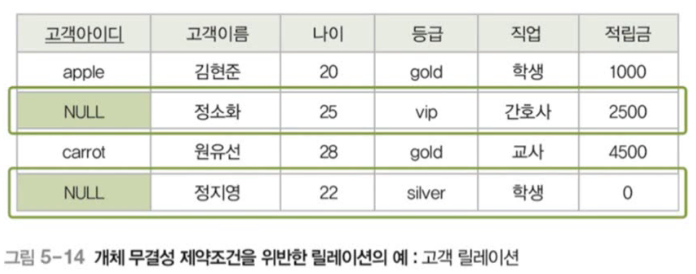 고객아이디 고객이름 나이 등급 직업 적립금
apple 김현준 20 gold 학생 1000
NULL 정소화 25 vip 간호사 2500
carrot 원유선 28 gold 교사 4500
NULL 정지영 22 silver 학생 0
그림 5-14 개체 무결성 제약조건을 위반한 릴레이션의 예 : 고객 릴레이션